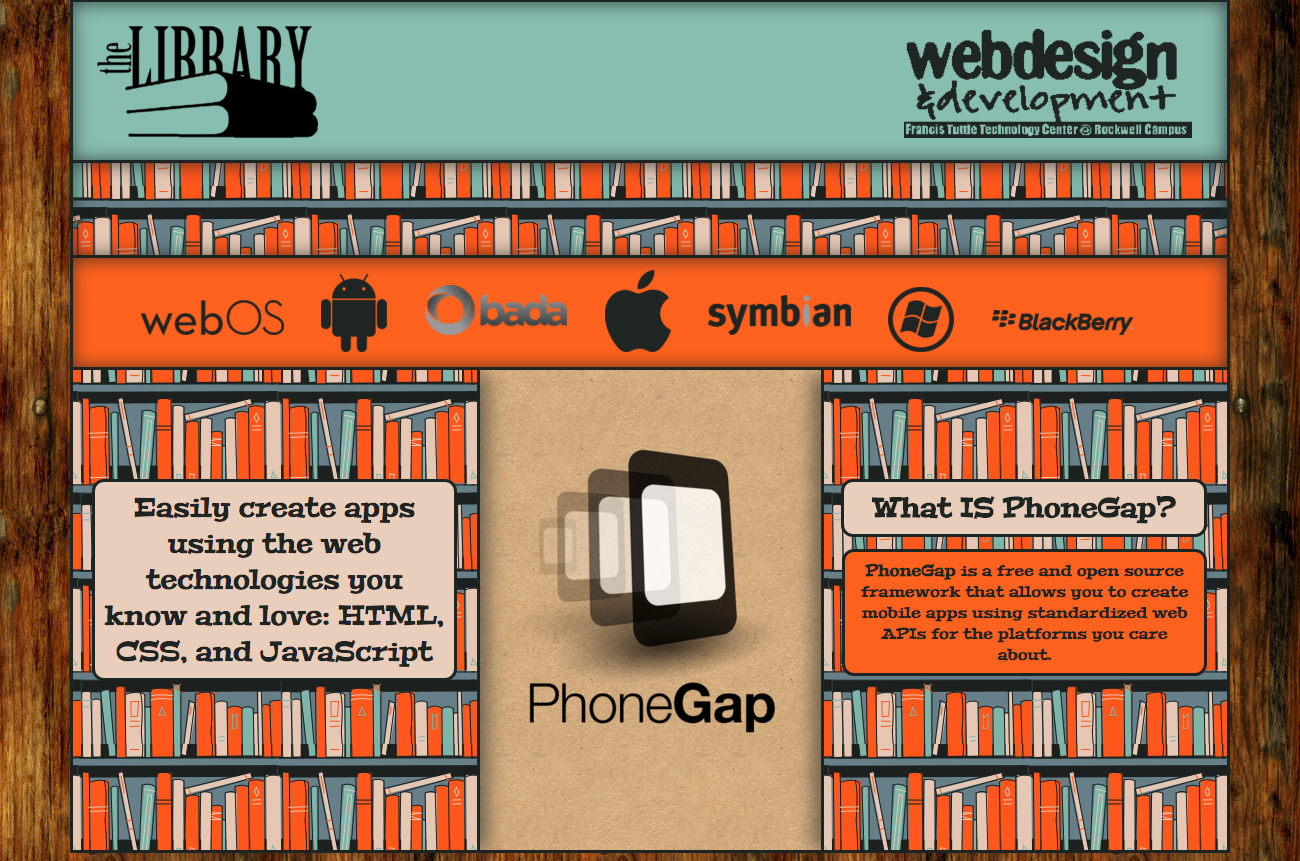 the LIBRARY
webdesign
&development
Francis Tuttle Technology Center @ Rockwell Campus
webOS
bada
symbian
BlackBerry
Easily create apps
using the web
technologies you
know and love: HTML,
CSS, and JavaScript
PhoneGap
What IS PhoneGap?
PhoneGap is a free and open source
framework that allows you to create
mobile apps using standardized web
APIs for the platforms you care
about.